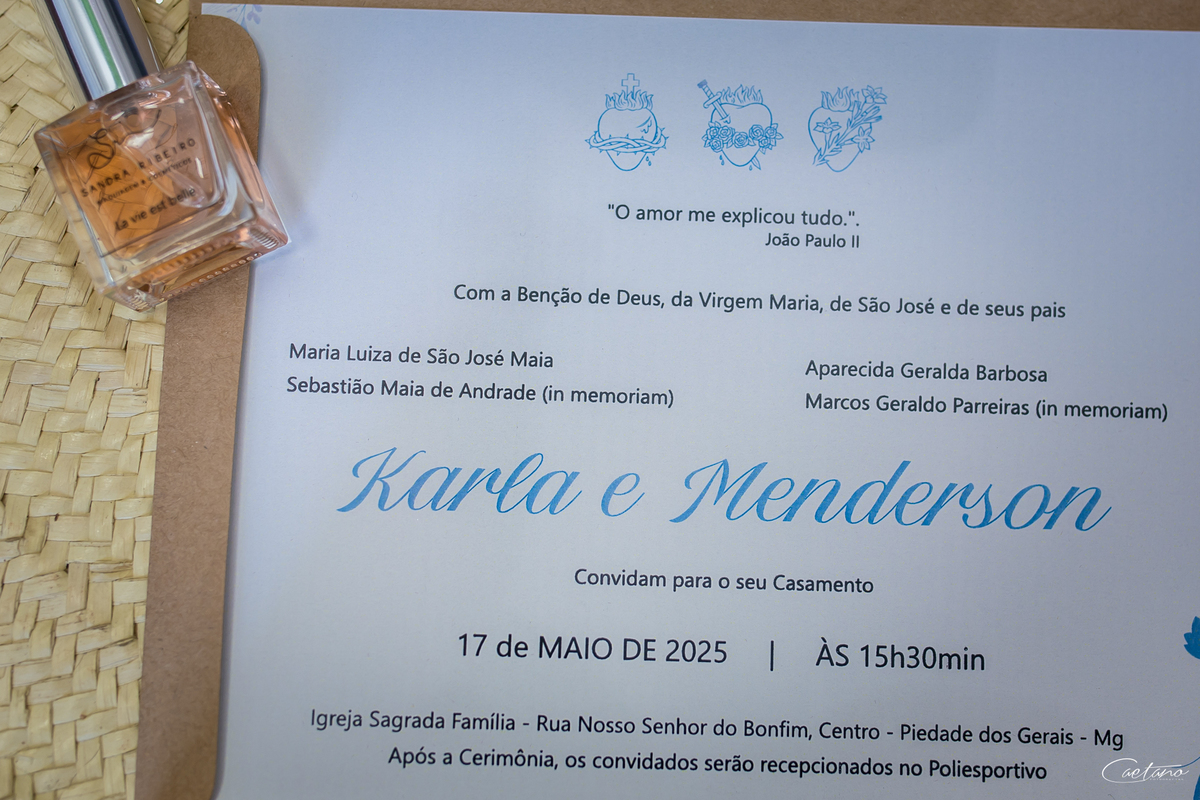 SANDRA RIBEIRO
La vie est belle
"O amor me explicou tudo.".
João Paulo II
Com a Benção de Deus, da Virgem Maria, de São José e de seus pais
Maria Luiza de São José Maia
Sebastião Maia de Andrade (in memoriam)
Aparecida Geralda Barbosa
Marcos Geraldo Parreiras (in memoriam)
Karla e Menderson
Convidam para o seu Casamento
17 de MAIO DE 2025 | ÀS 15h30min
Igreja Sagrada Família - Rua Nosso Senhor do Bonfim, Centro - Piedade dos Gerais - Mg
Após a Cerimônia, os convidados serão recepcionados no Poliesportivo
Caetano